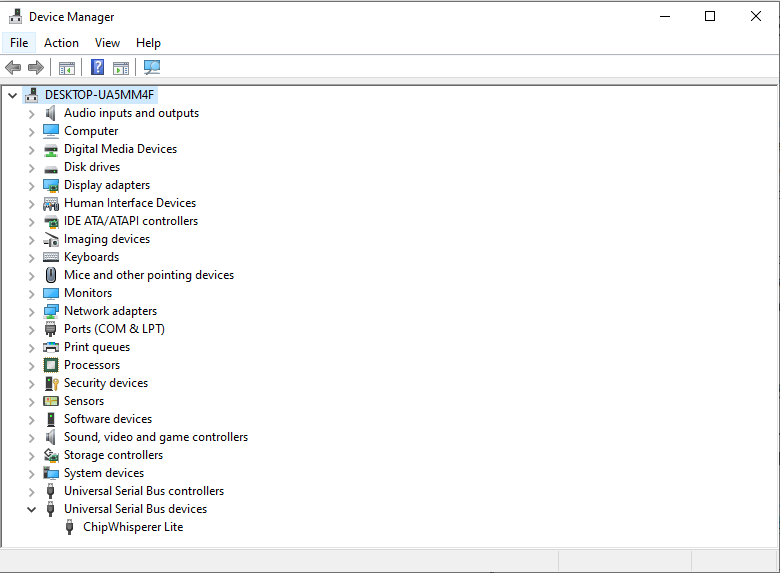 Device Manager
File Action View Help
DESKTOP-UA5MM4F
Audio inputs and outputs
Computer
Digital Media Devices
Disk drives
Display adapters
Human Interface Devices
IDE ATA/ATAPI controllers
Imaging devices
Keyboards
Mice and other pointing devices
Monitors
Network adapters
Ports (COM & LPT)
Print queues
Processors
Security devices
Sensors
Software devices
Sound, video and game controllers
Storage controllers
System devices
Universal Serial Bus controllers
Universal Serial Bus devices
ChipWhisperer Lite